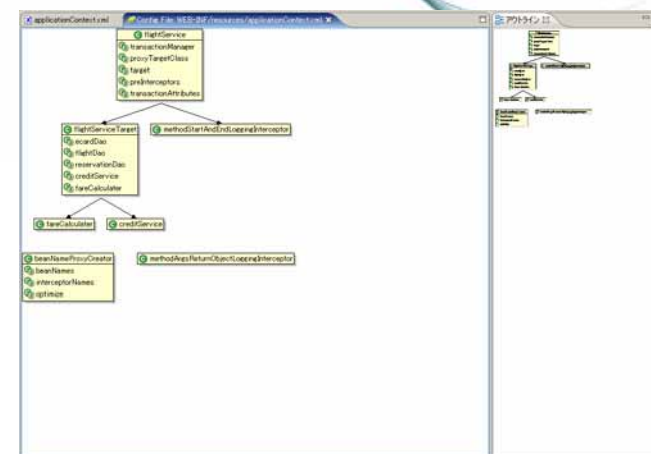 applicationContext.xml
Config File: WEB-INF/resources/applicationContext.xml
アウトライン
flightService
transactionManager
proxyTargetClass
target
preInterceptors
transactionAttributes
flightServiceTarget
ecardDao
flightDao
reservationDao
creditService
fareCalculater
methodStartAndEndLoggingInterceptor
fareCalculater
creditService
beanNameProxyCreator
beanNames
interceptorNames
optimize
methodArgsReturnObjectLoggingInterceptor